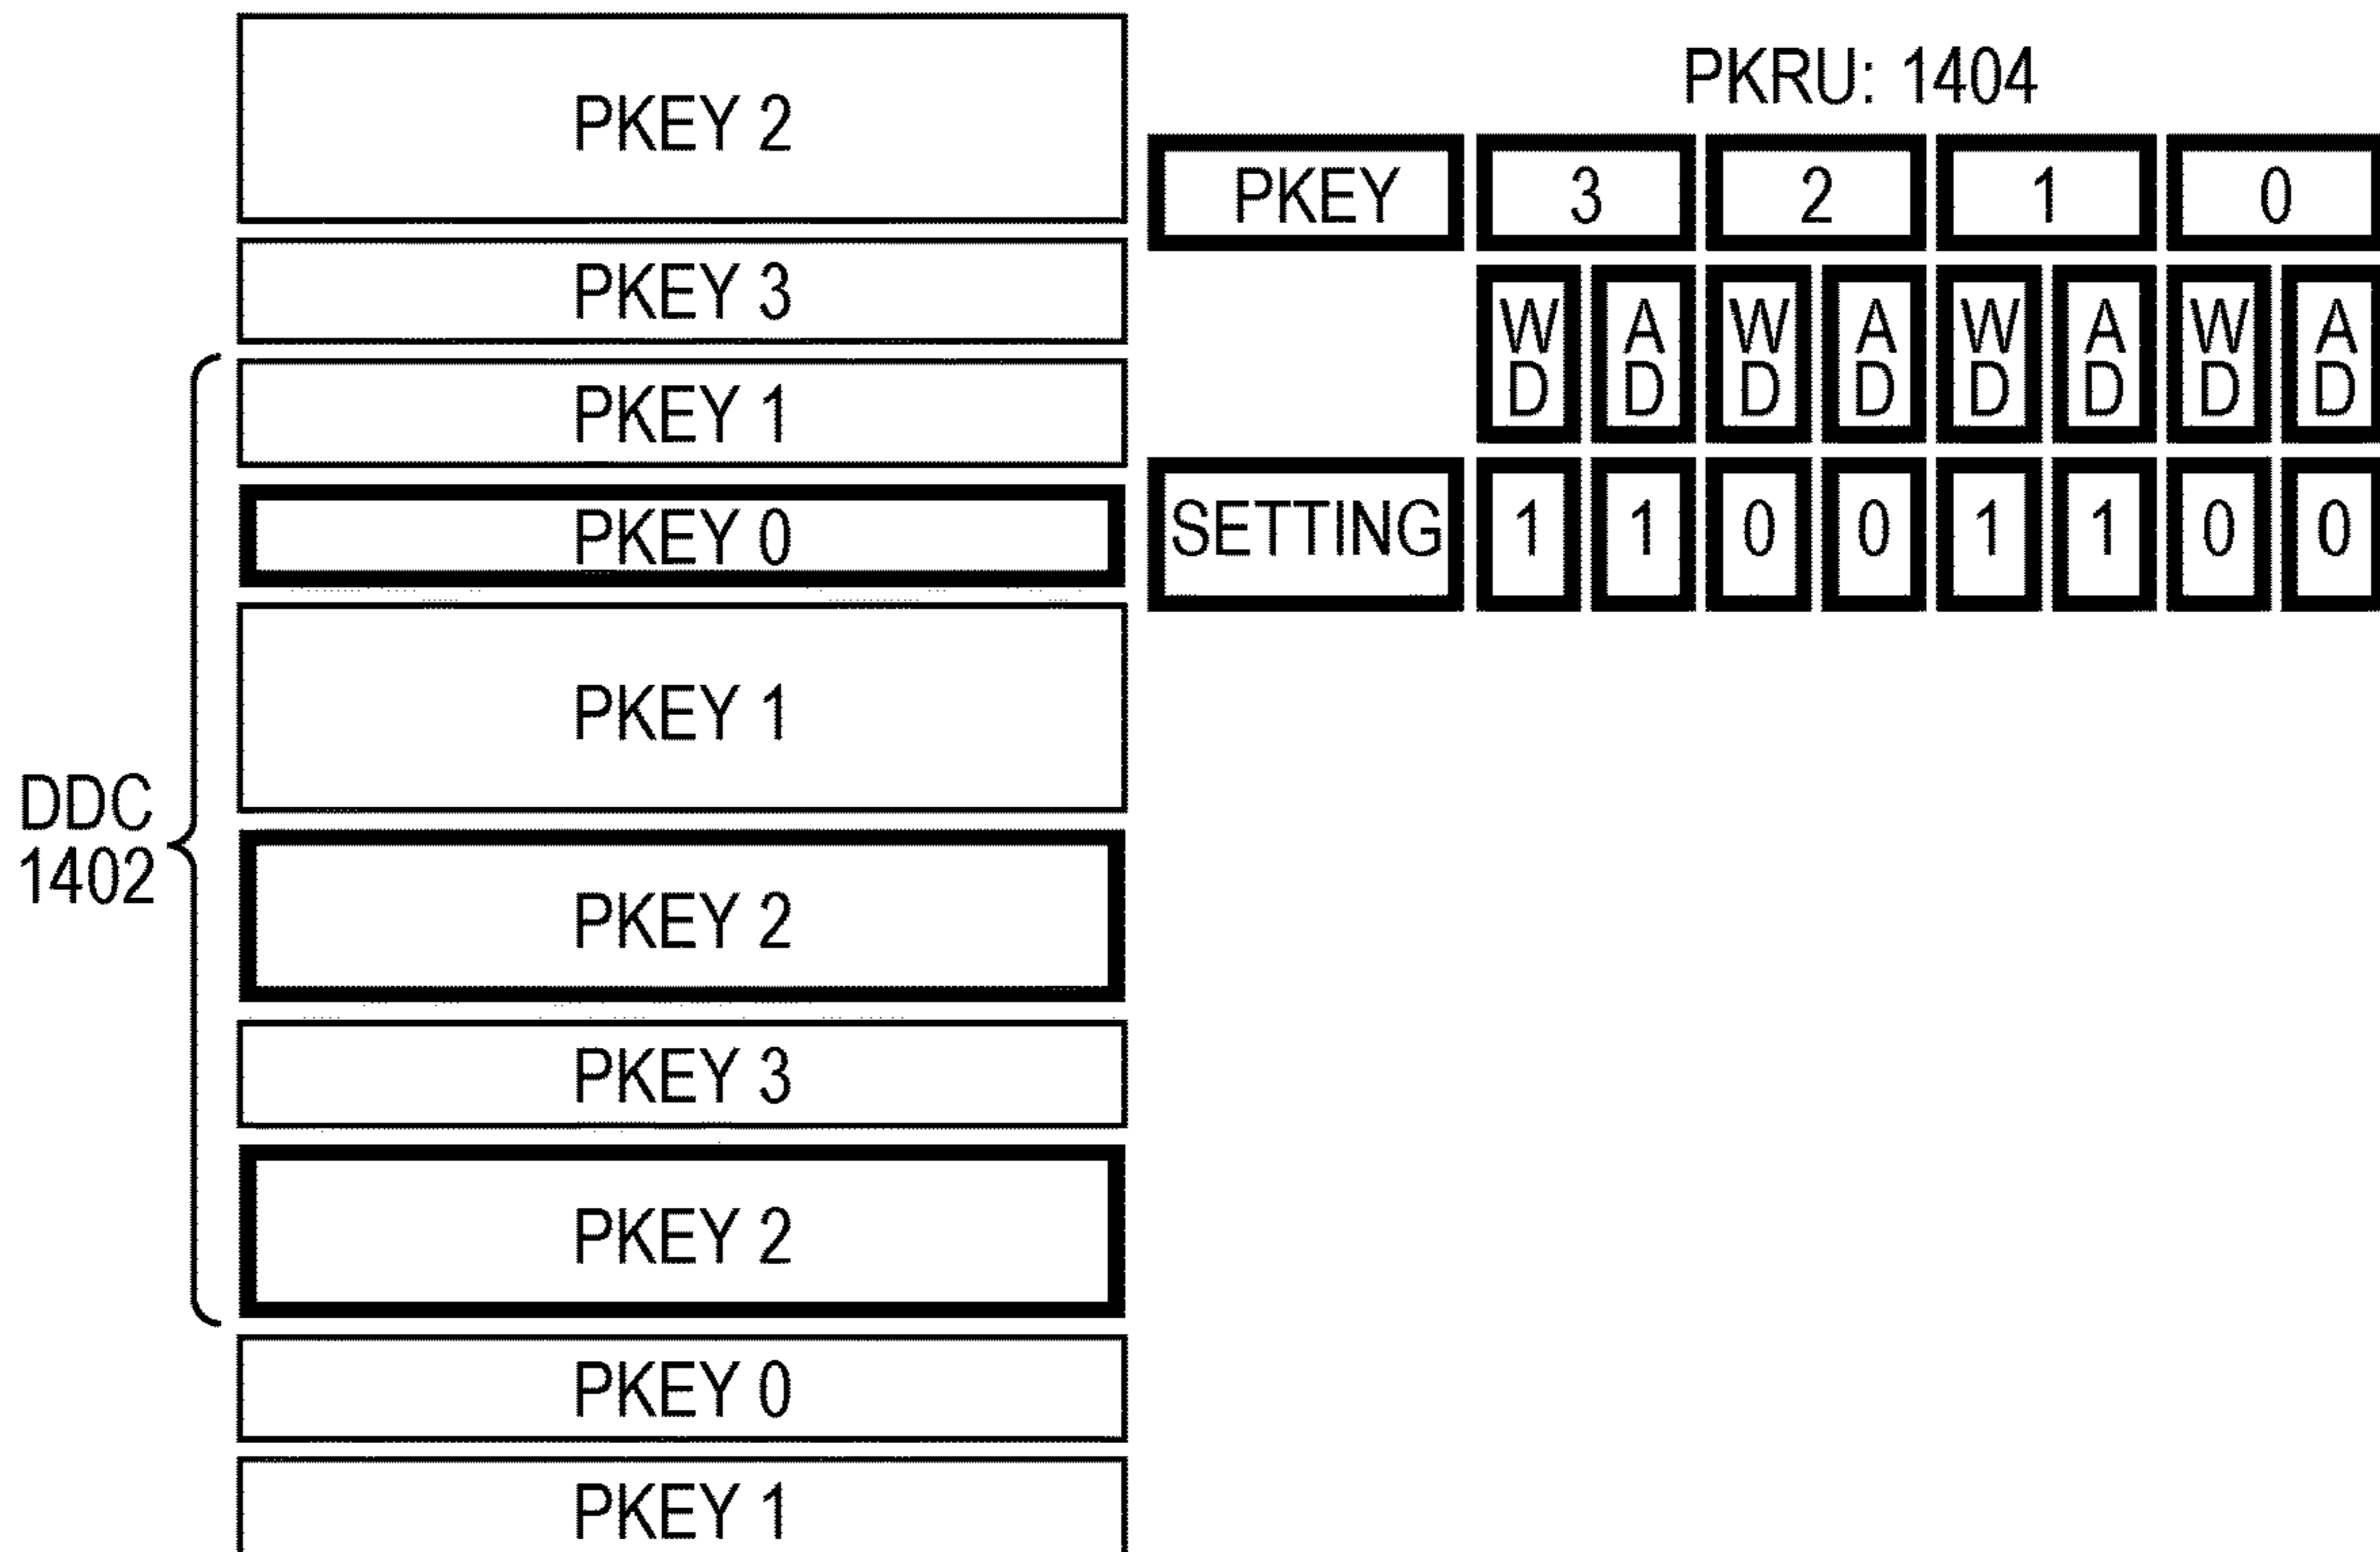 PKEY 2
PKEY 3
PKEY 1
PKEY 0
PKEY 1
PKEY 2
PKEY 3
PKEY 2
PKEY 0
PKEY 1
DDC
1402
PKRU: 1404
PKEY 3 2 1 0
WD AD WD AD WD AD WD AD
SETTING 1 1 0 0 1 1 0 0